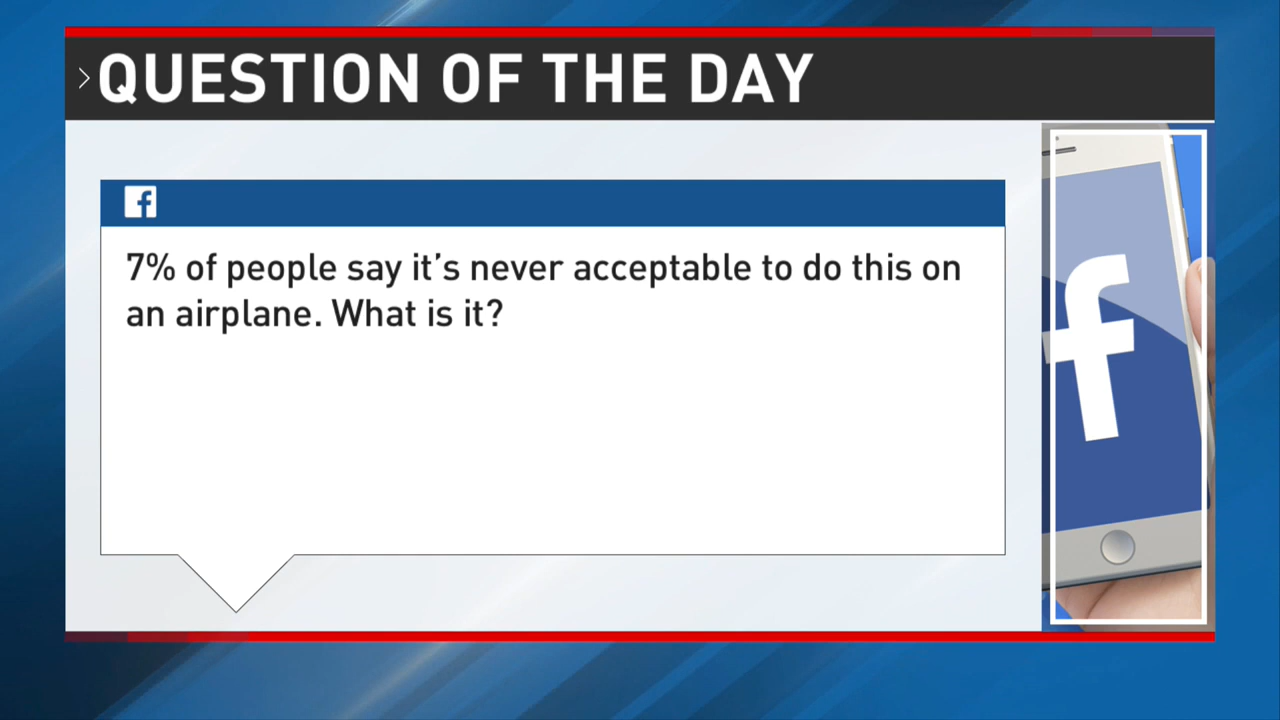 > QUESTION OF THE DAY
f
7% of people say it’s never acceptable to do this on
an airplane. What is it?
f